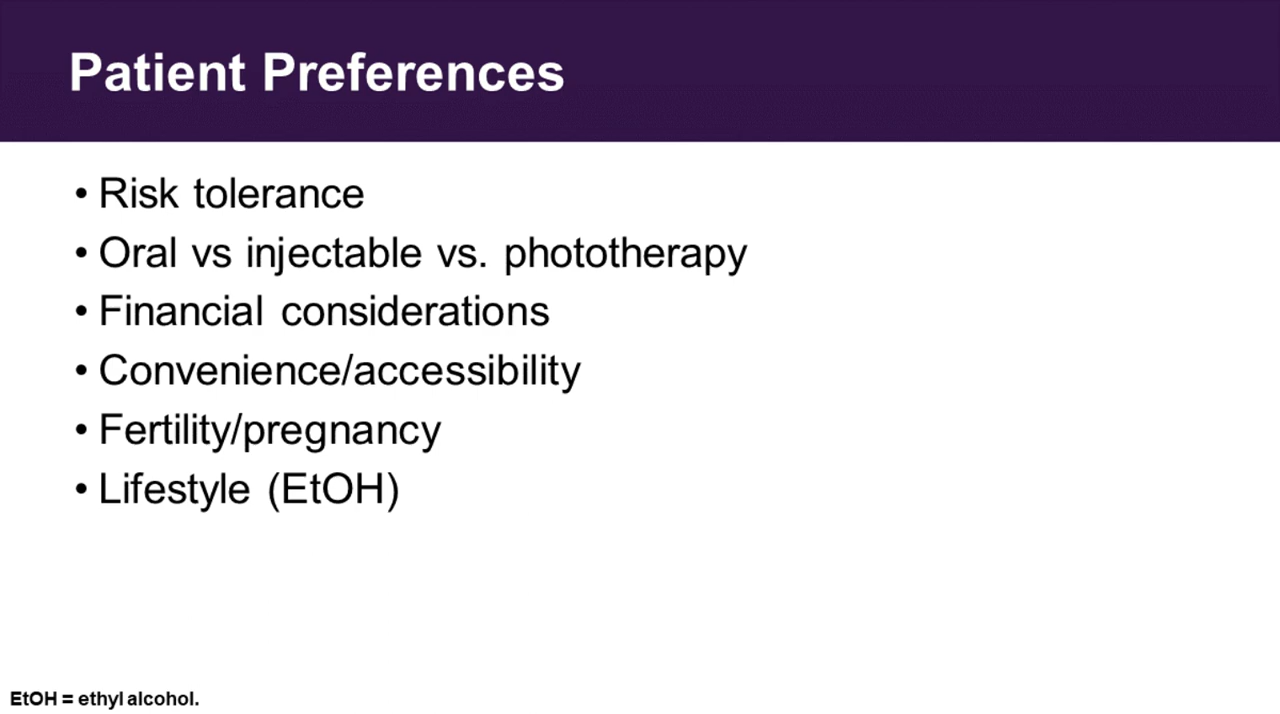 Patient Preferences
• Risk tolerance
• Oral vs injectable vs. phototherapy
• Financial considerations
• Convenience/accessibility
• Fertility/pregnancy
• Lifestyle (EtOH)
EtOH = ethyl alcohol.